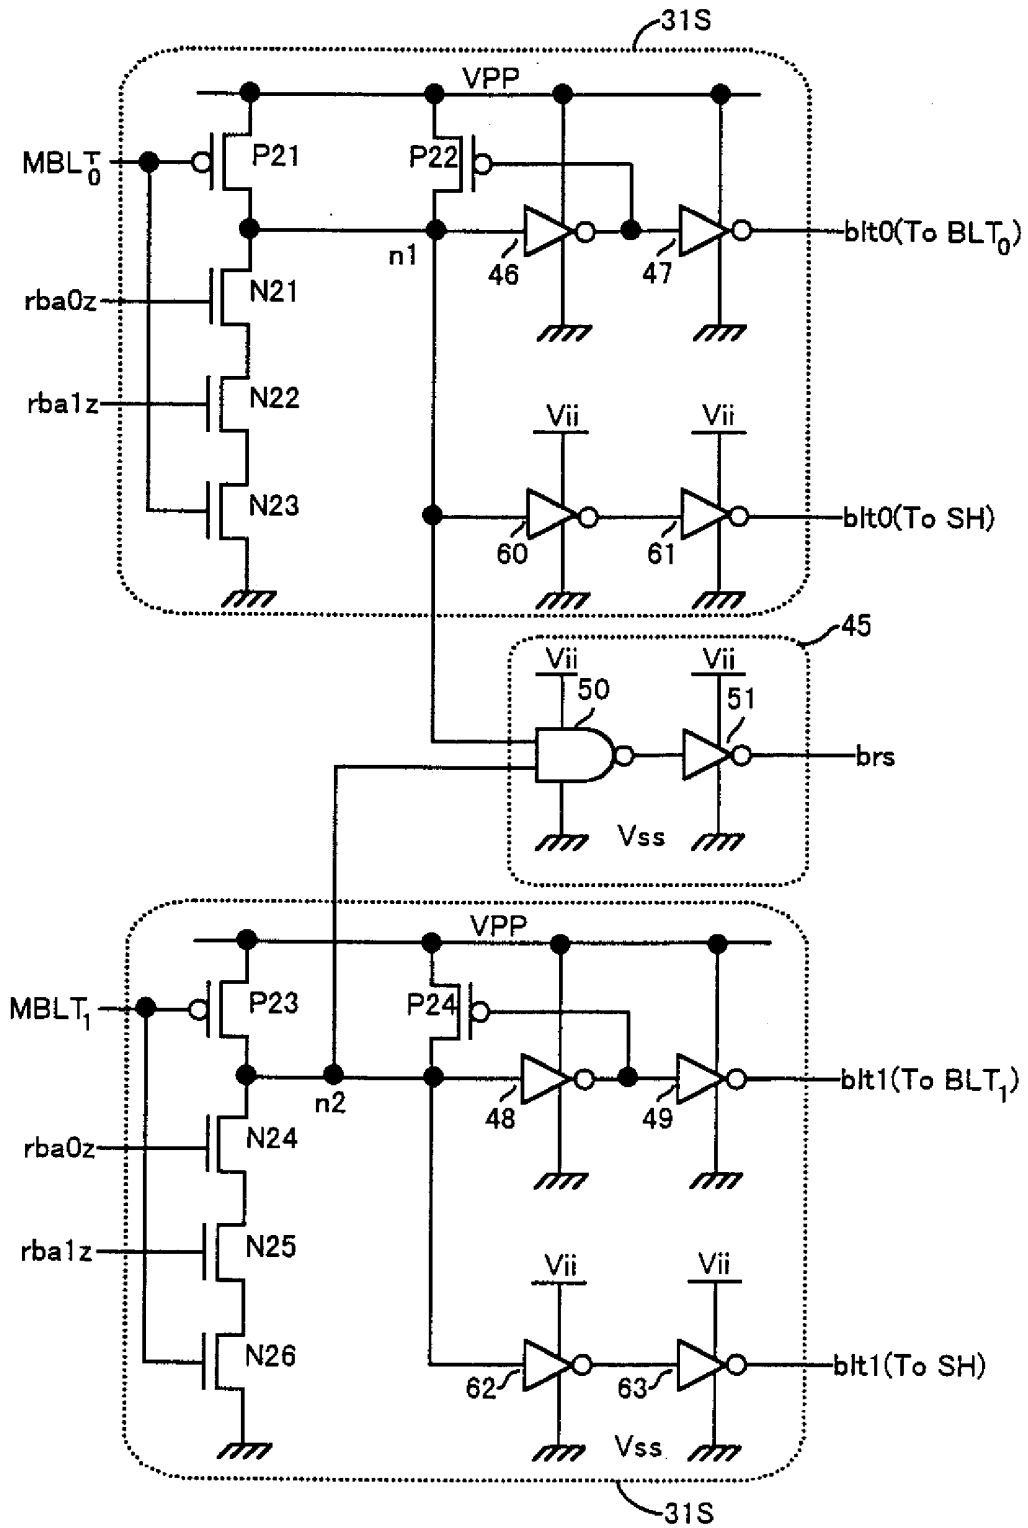 31S
VPP
MBLT0
P21
P22
n1
46
47
blt0(To BLT0)
rba0z
N21
rba1z
N22
N23
Vii
Vii
60
61
blt0(To SH)
45
Vii
Vii
50
51
brs
Vss
VPP
MBLT1
P23
P24
n2
48
49
blt1(To BLT1)
rba0z
N24
rba1z
N25
N26
Vii
Vii
62
63
blt1(To SH)
Vss
31S